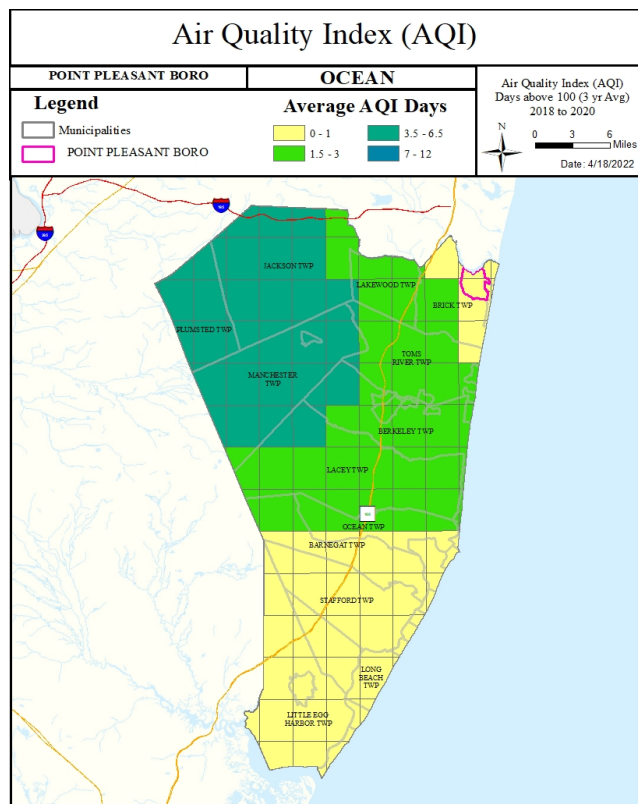 Air Quality Index (AQI)
POINT PLEASANT BORO
OCEAN
Legend
Municipalities
POINT PLEASANT BORO
Average AQI Days
0 - 1
3.5 - 6.5
1.5 - 3
7 - 12
Air Quality Index (AQI)
Days above 100 (3 yr Avg)
2018 to 2020
N
0 3 6
Miles
Date: 4/18/2022
JACKSON TWP
LAKEWOOD TWP
BRICK TWP
PLUMSTED TWP
TOMS
RIVER TWP
MANCHESTER
TWP
BERKELEY TWP
LACEY TWP
OCEAN TWP
BARNEGAT TWP
STAFFORD TWP
LONG
BEACH
TWP
LITTLE EGG
HARBOR TWP